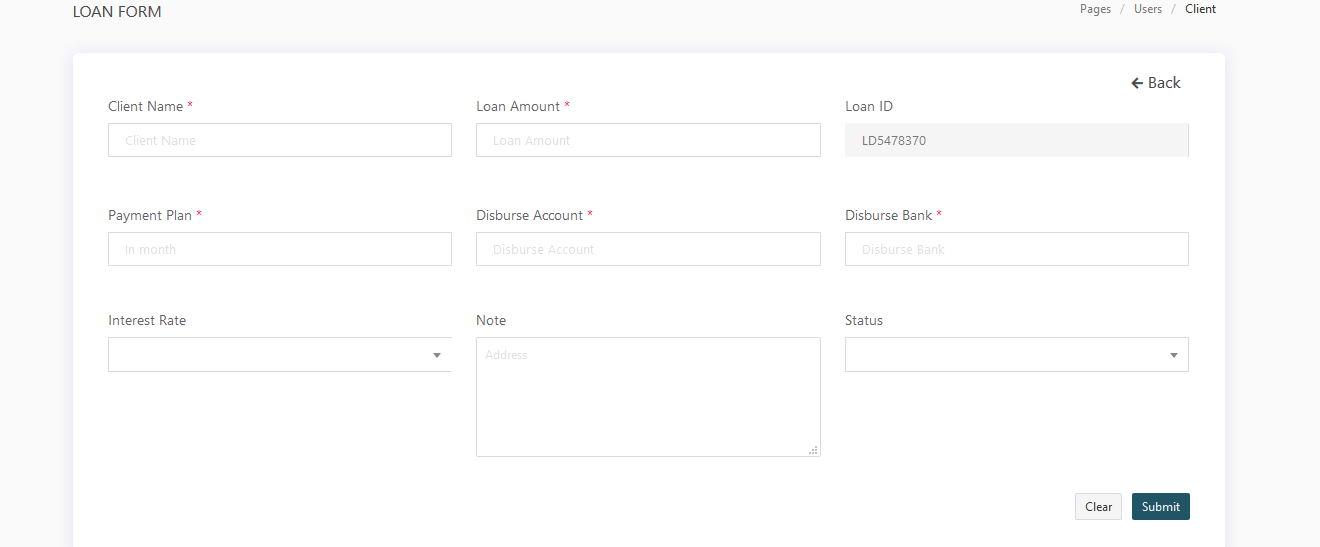 LOAN FORM
Pages / Users / Client
Back
Client Name *
Loan Amount *
Loan ID
Client Name
Loan Amount
LD5478370
Payment Plan *
Disburse Account *
Disburse Bank *
In month
Disburse Account
Disburse Bank
Interest Rate
Note
Status
Address
Clear
Submit